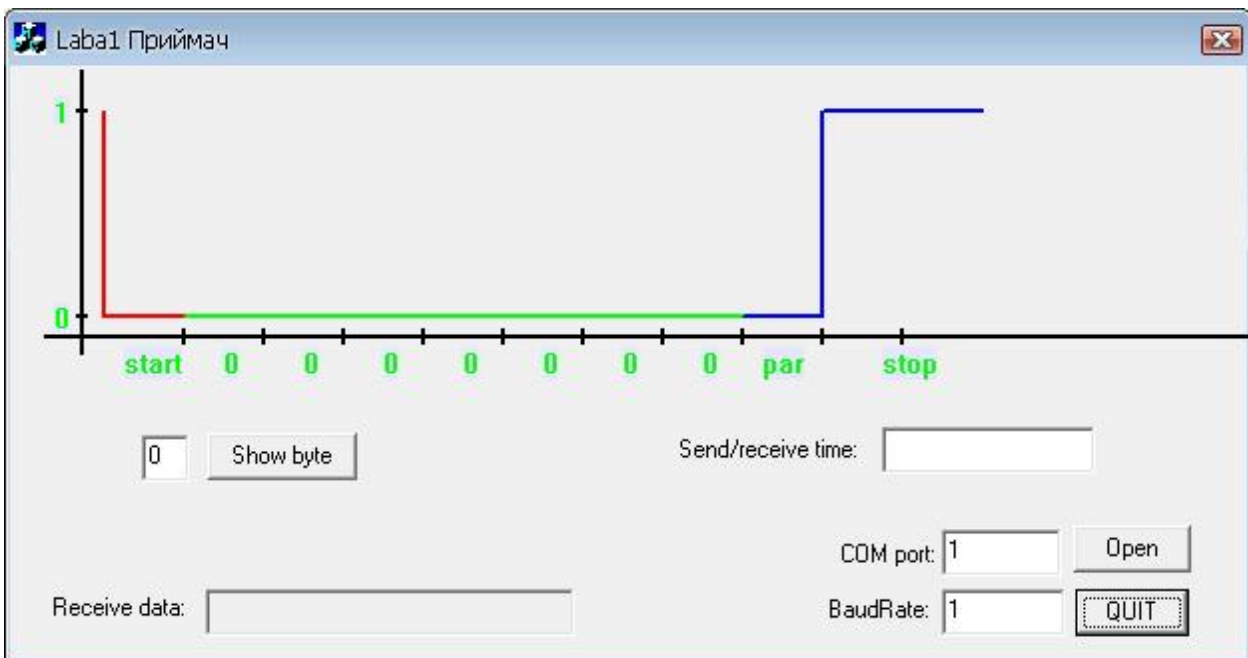 Laba1 Приймач
1
0
start 0 0 0 0 0 0 0 par stop
0 Show byte Send/receive time:
COM port: 1 Open
Receive data: BaudRate: 1 QUIT